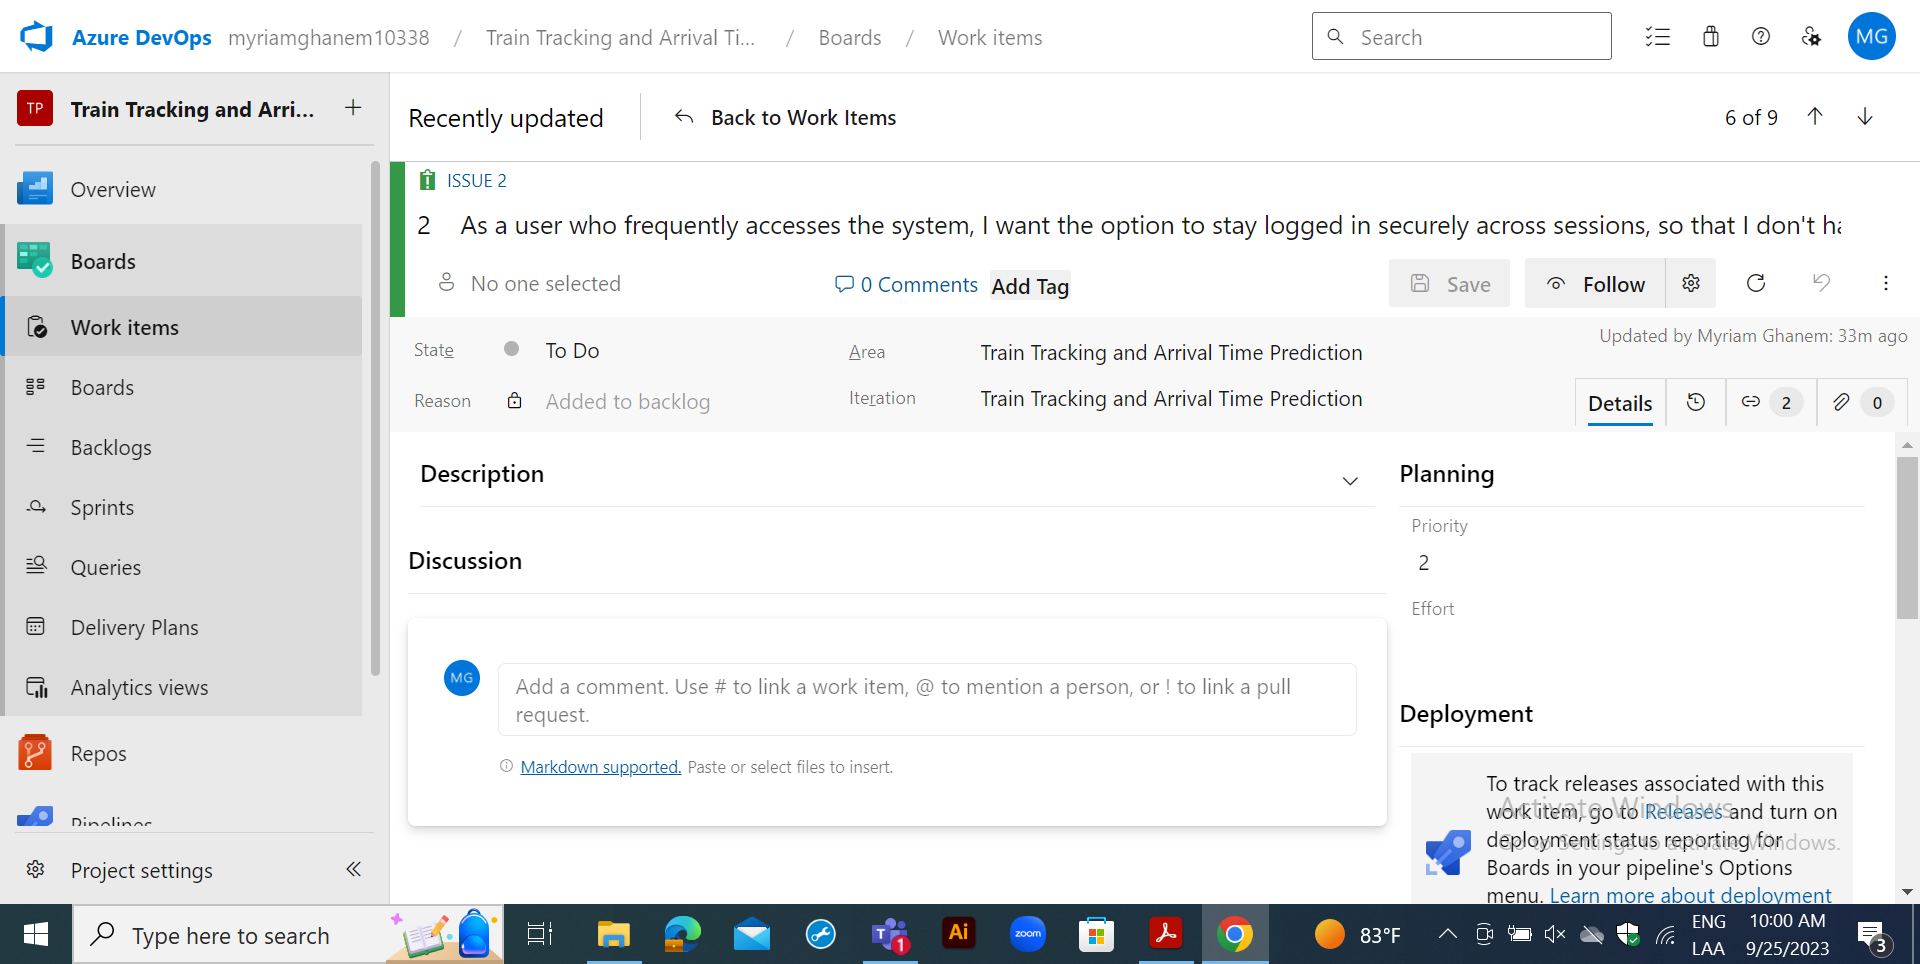 Azure DevOps myriamghanem10338 / Train Tracking and Arrival Ti... / Boards / Work items Search MG
TP Train Tracking and Arri... +
Recently updated Back to Work Items 6 of 9
Overview
Boards
Work items
Boards
Backlogs
Sprints
Queries
Delivery Plans
Analytics views
Repos
Pipelines
Project settings
ISSUE 2
2 As a user who frequently accesses the system, I want the option to stay logged in securely across sessions, so that I don't ha
No one selected 0 Comments Add Tag Save Follow
Updated by Myriam Ghanem: 33m ago
State To Do Area Train Tracking and Arrival Time Prediction
Reason Added to backlog Iteration Train Tracking and Arrival Time Prediction
Details 2 0
Description
Discussion
MG
Add a comment. Use # to link a work item, @ to mention a person, or ! to link a pull
request.
Markdown supported. Paste or select files to insert.
Planning
Priority
2
Effort
Deployment
To track releases associated with this
work item, go to Releases and turn on
deployment status reporting for
Boards in your pipeline's Options
menu. Learn more about deployment
Activate Windows
Go to Settings to activate Windows.
Type here to search
1
Ai
zoom
83°F
ENG
LAA
10:00 AM
9/25/2023
3